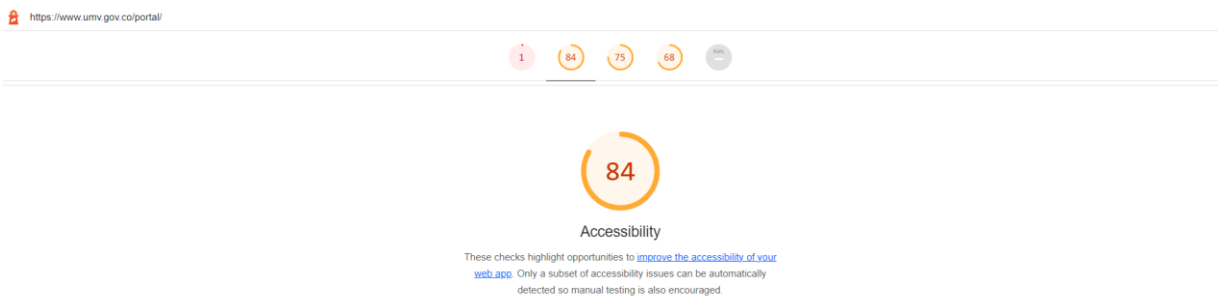 https://www.umv.gov.co/portal/
1 84 75 68
84
Accessibility
These checks highlight opportunities to improve the accessibility of your
web app. Only a subset of accessibility issues can be automatically
detected so manual testing is also encouraged.